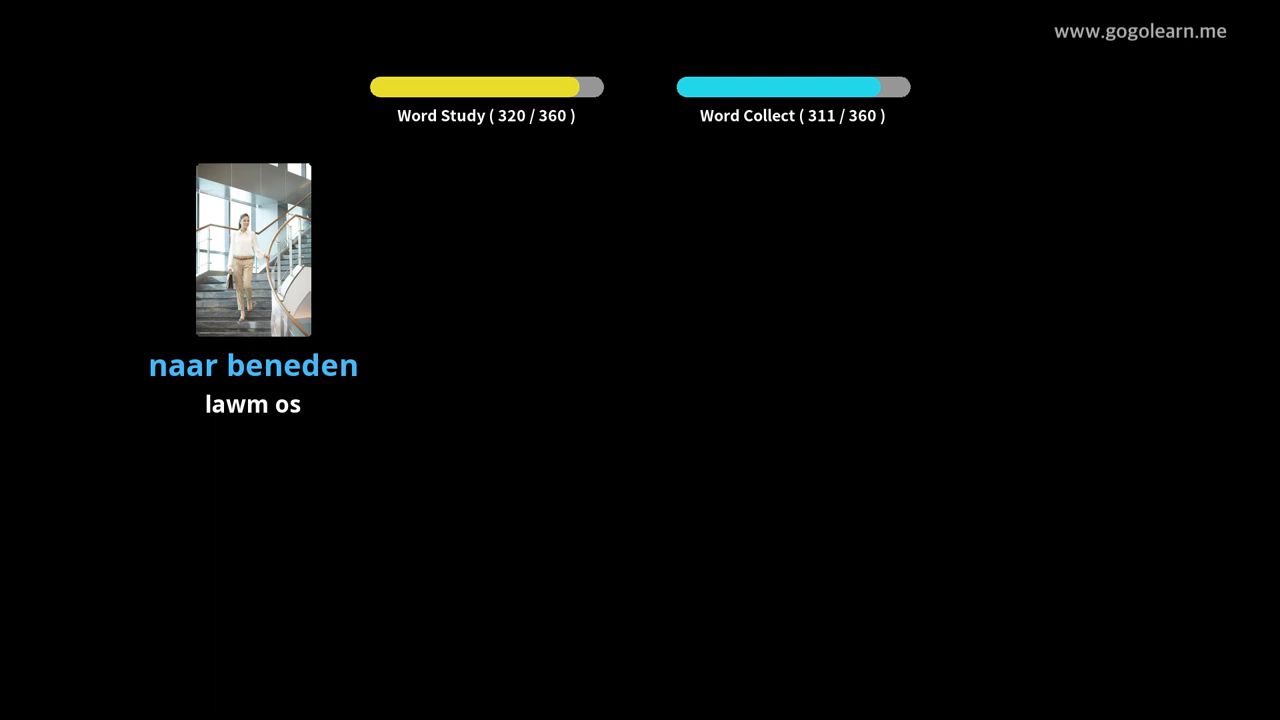 www.gogolearn.me
Word Study ( 320 / 360 )
Word Collect ( 311 / 360 )
naar beneden
lawm os